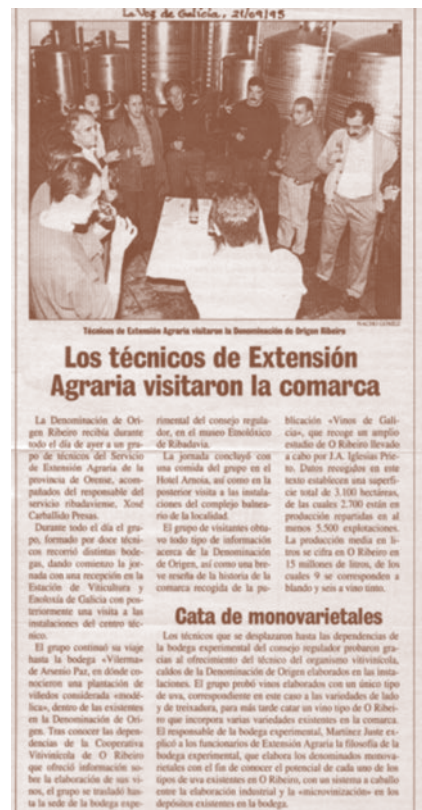 La Voz de Galicia, 21/09/95
NACHO GÓMEZ
Técnicos de Extensión Agraria visitaron la Denominación de Origen Ribeiro
Los técnicos de Extensión
Agraria visitaron la comarca
La Denominación de Ori-
gen Ribeiro recibía durante
todo el día de ayer a un gru-
po de técnicos del Servicio
de Extensión Agraria de la
provincia de Orense, acom-
pañados del responsable del
servicio ribadaviense, Xosé
Carballido Presas.
Durante todo el día el gru-
po, formado por doce técni-
cos recorrió distintas bode-
gas, dando comienzo la jor-
nada con una recepción en la
Estación de Viticultura y
Enoloxía de Galicia con pos-
teriormente una visita a las
instalaciones del centro téc-
nico.
El grupo continuó su viaje
hasta la bodega «Vilerma»
de Arsenio Paz, en dónde co-
nocieron una plantación de
viñedos considerada «modé-
lica», dentro de las existentes
en la Denominación de Ori-
gen. Tras conocer las depen-
dencias de la Cooperativa
Vitivinícola de O Ribeiro
que ofreció información so-
bre la elaboración de sus vi-
nos, el grupo se trasladó has-
ta la sede de la bodega expe-
rimental del consejo regula-
dor, en el museo Etnolóxico
de Ribadavia.
La jornada concluyó con
una comida del grupo en el
Hotel Arnoia, así como en la
posterior visita a las instala-
ciones del complejo balnea-
rio de la localidad.
El grupo de visitantes obtu-
vo todo tipo de información
acerca de la Denominación
de Origen, así como una bre-
ve reseña de la historia de la
comarca recogida de la pu-
blicación «Vinos de Gali-
cia», que recoge un amplio
estudio de O Ribeiro llevado
a cabo por J.A. Iglesias Prie-
to. Datos recogidos en este
texto establecen una superfi-
cie total de 3.100 hectáreas,
de las cuales 2.700 están en
producción repartidas en al
menos 5.500 explotaciones.
La producción media en li-
tros se cifra en O Ribeiro en
15 millones de litros, de los
cuales 9 se corresponden a
blando y seis a vino tinto.
Cata de monovarietales
Los técnicos que se desplazaron hasta las dependencias de
la bodega experimental del consejo regulador probaron gra-
cias al ofrecimiento del técnico del organismo vitivinícola,
caldos de la Denominación de Origen elaborados en las insta-
laciones. El grupo probó vinos elaborados con un único tipo
de uva, correspondiente en este caso a las variedades de lado
y de treixadura, para más tarde catar un vino tipo de O Ribei-
ro que incorpora varias variedades existentes en la comarca.
El responsable de la bodega experimental, Martínez Juste ex-
plicó a los funcionarios de Extensión Agraria la filosofía de la
bodega experimental, que elabora los denominados monova-
rietales con el fin de conocer el potencial de cada uno de los
tipos de uva existentes en O Ribeiro, con un sistema a caballo
entre la elaboración industrial y la «microvinización» en los
depósitos existentes en la bodega.